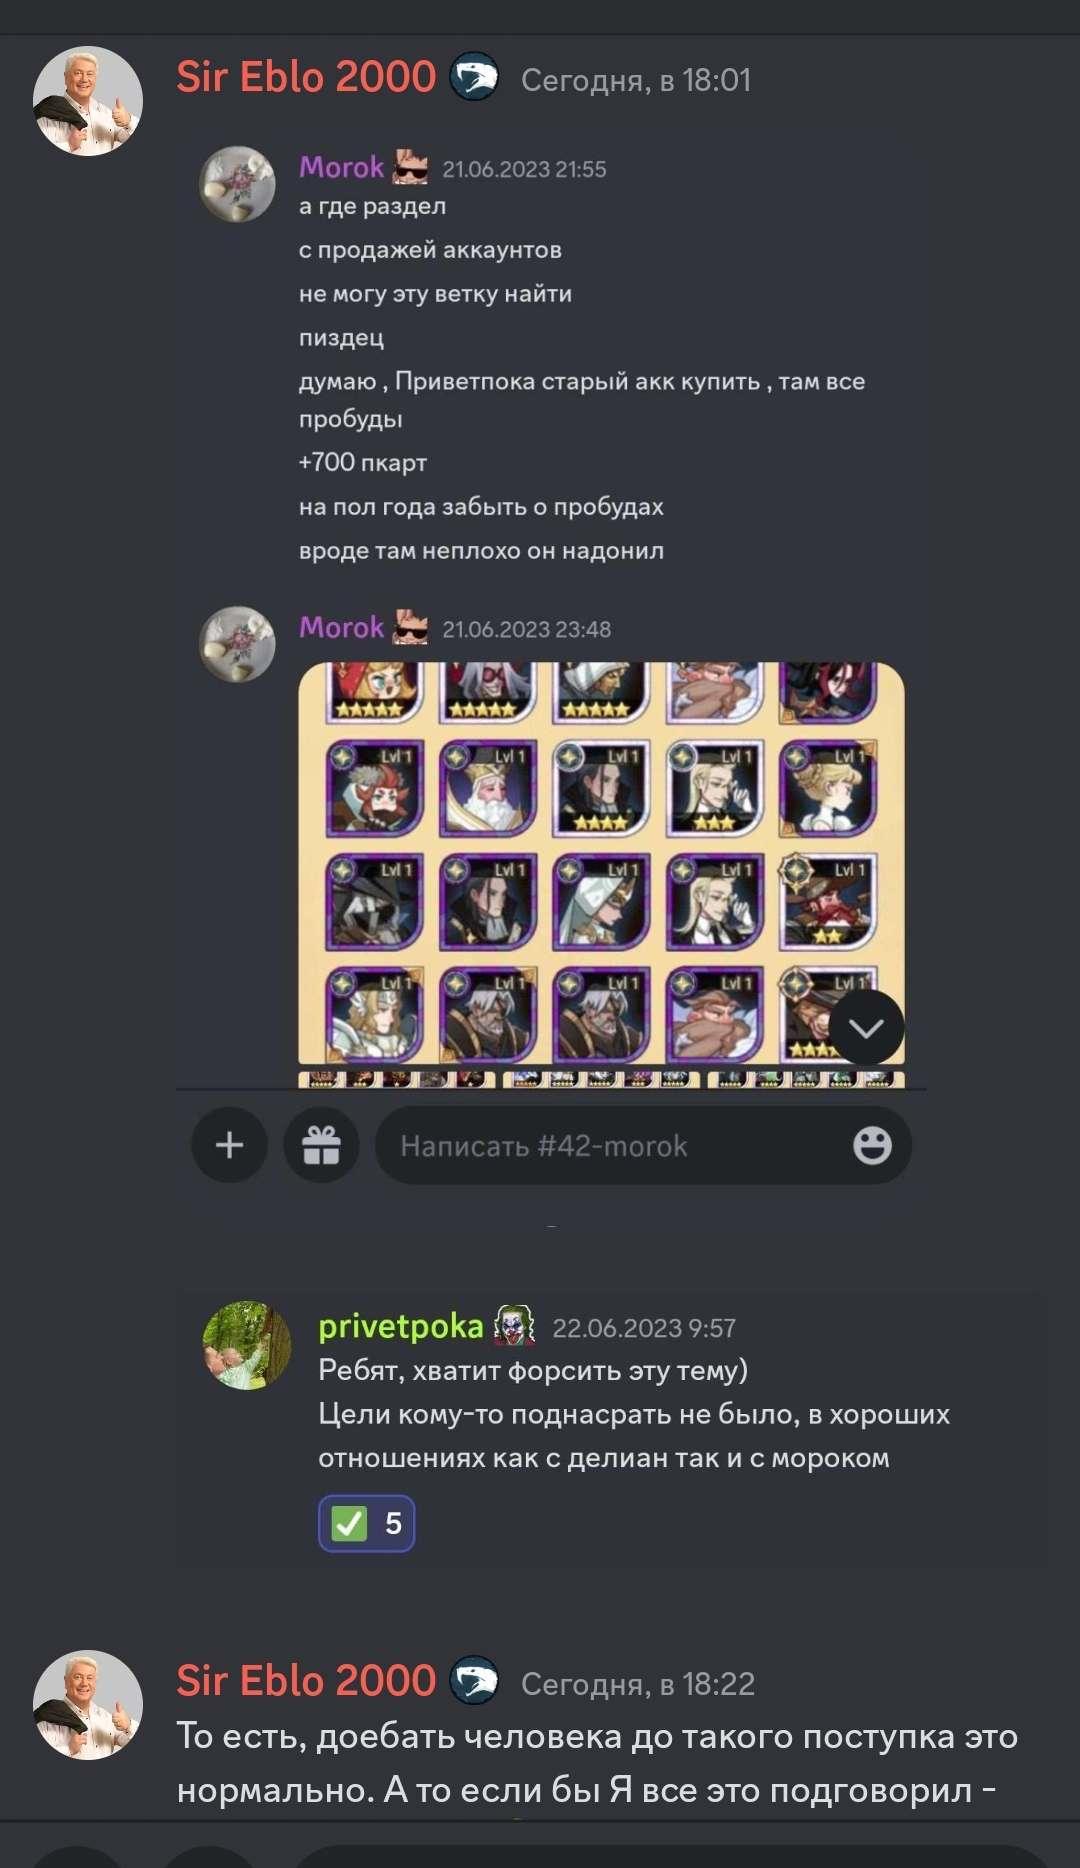 Sir Eblo 2000 Сегодня, в 18:01
Morok 21.06.2023 21:55
а где раздел
с продажей аккаунтов
не могу эту ветку найти
пиздец
думаю , Приветпока старый акк купить , там все
пробуды
+700 пкарт
на пол года забыть о пробудах
вроде там неплохо он надонил
Morok 21.06.2023 23:48
Lvl 1 Lvl 1 Lvl 1 Lvl 1 Lvl 1
Lvl 1 Lvl 1 Lvl 1 Lvl 1 Lvl 1
Lvl 1 Lvl 1 Lvl 1 Lvl 1 Lvl 1
Написать #42-morok
privetpoka 22.06.2023 9:57
Ребят, хватит форсить эту тему)
Цели кому-то поднасрать не было, в хороших
отношениях как с делиан так и с мороком
5
Sir Eblo 2000 Сегодня, в 18:22
То есть, доебать человека до такого поступка это
нормально. А то если бы Я все это подговорил -